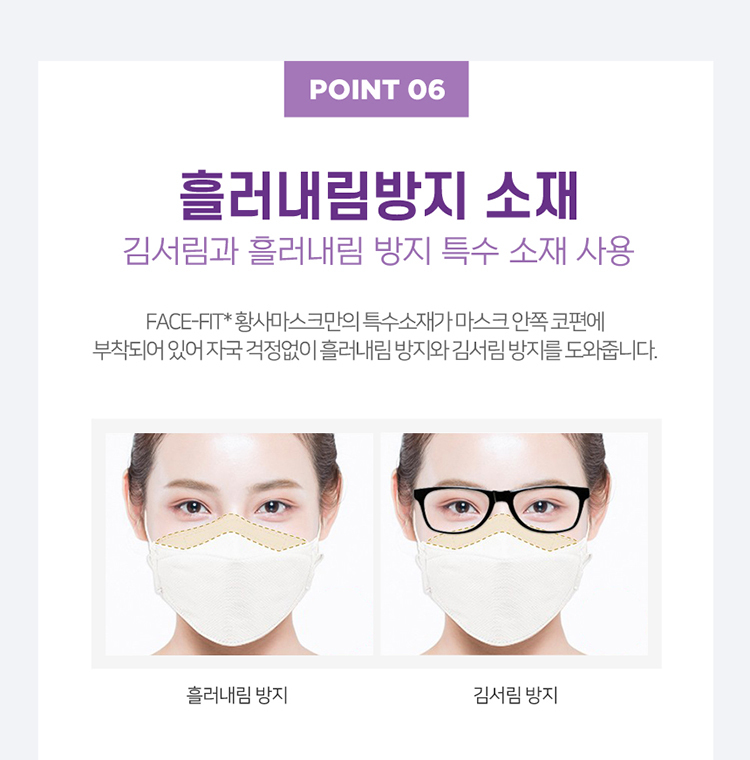 POINT 06
흘러내림방지 소재
김서림과 흘러내림 방지 특수 소재 사용
FACE-FIT* 황사마스크만의 특수소재가 마스크 안쪽 코편에
부착되어 있어 자국 걱정없이 흘러내림 방지와 김서림 방지를 도와줍니다.
흘러내림 방지
김서림 방지